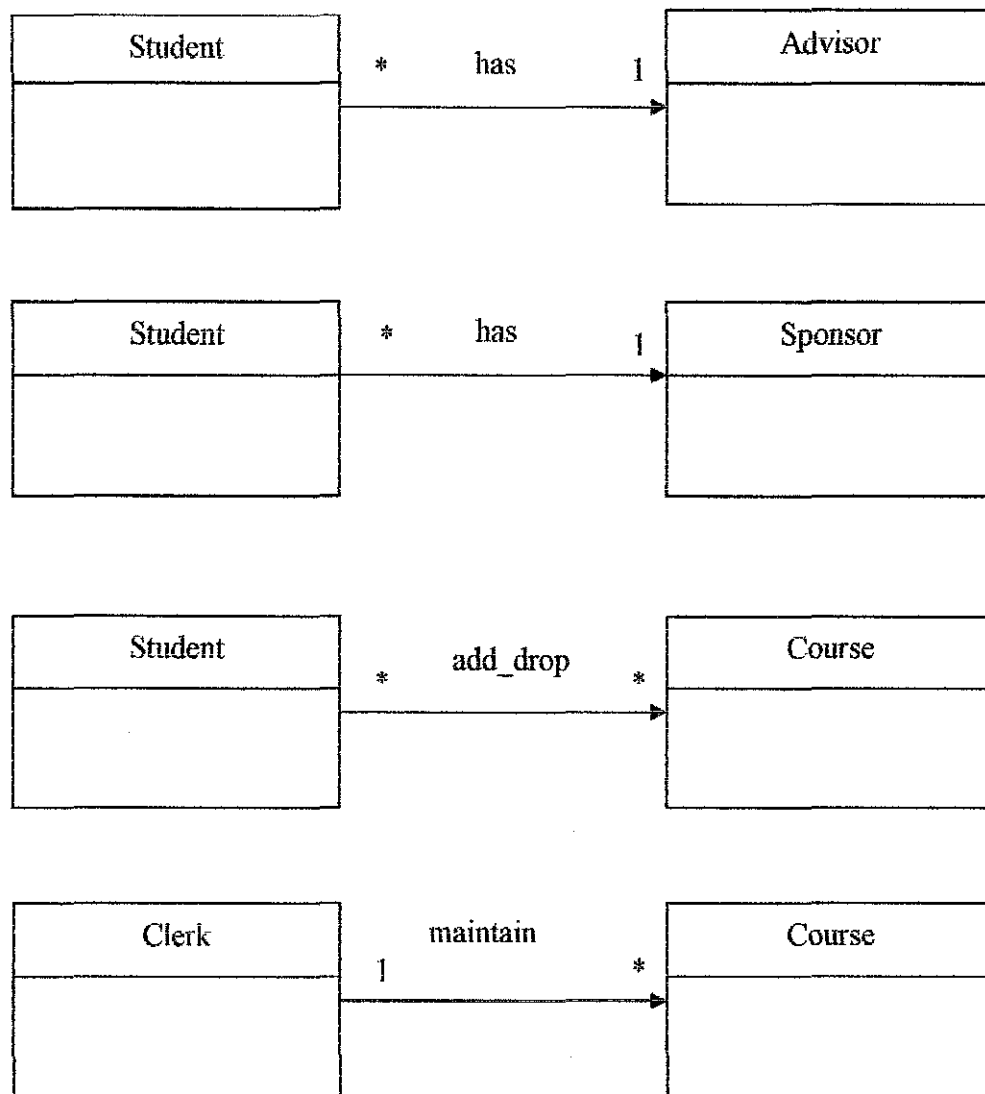 Student
* has 1
Advisor
Student
* has 1
Sponsor
Student
* add_drop *
Course
Clerk
maintain
1 *
Course